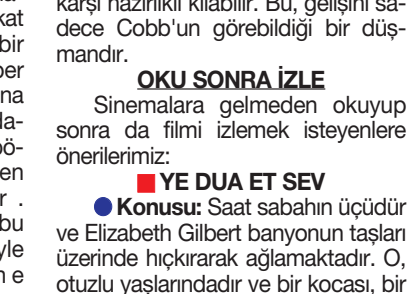 karşı hazırlıklı kılabilir. Bu, gelişini sa-
dece Cobb'un görebildiği bir düş-
mandır.
OKU SONRA İZLE
Sinemalara gelmeden okuyup
sonra da filmi izlemek isteyenlere
önerilerimiz:
YE DUA ET SEV
Konusu: Saat sabahın üçüdür
ve Elizabeth Gilbert banyonun taşları
üzerinde hıçkırarak ağlamaktadır. O,
otuzlu yaşlarındadır ve bir kocası, bir